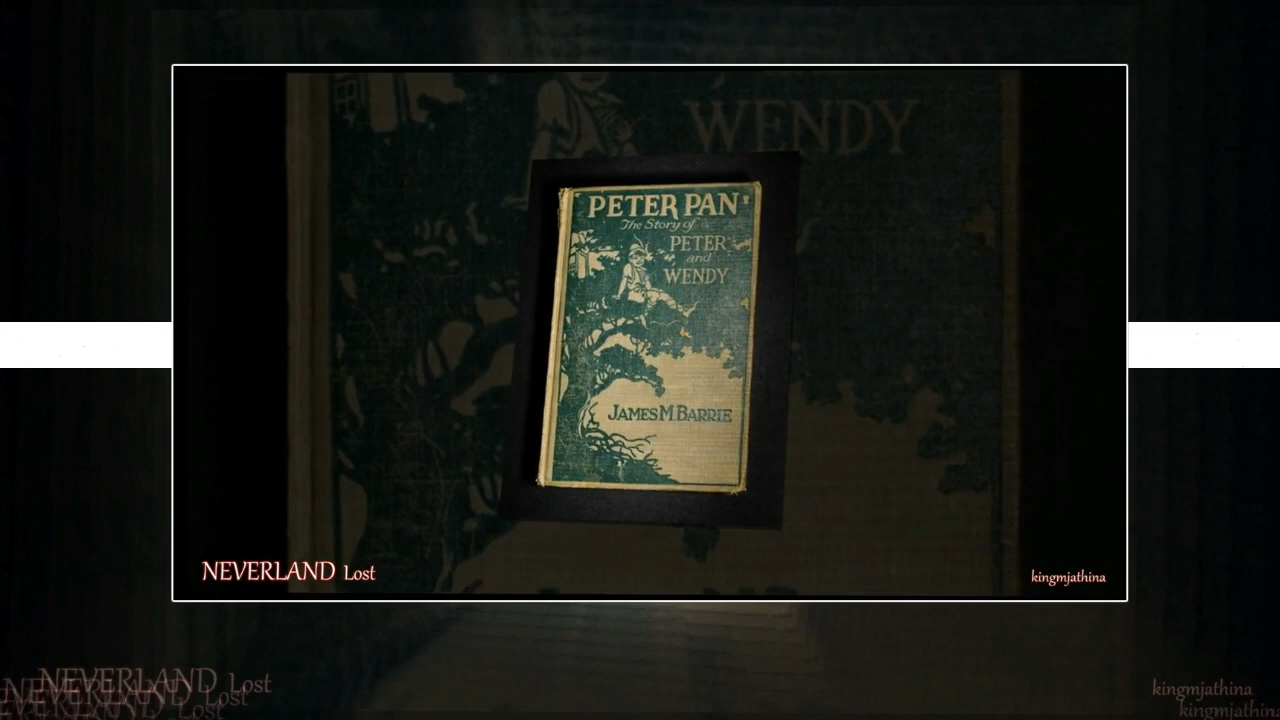 WENDY
PETER PAN
The Story of
PETER
and
WENDY
JAMES M BARRIE
NEVERLAND Lost
kingmjathina
NEVERLAND Lost
NEVERLAND Lost
Lost
kingmjathina
kingmjathina